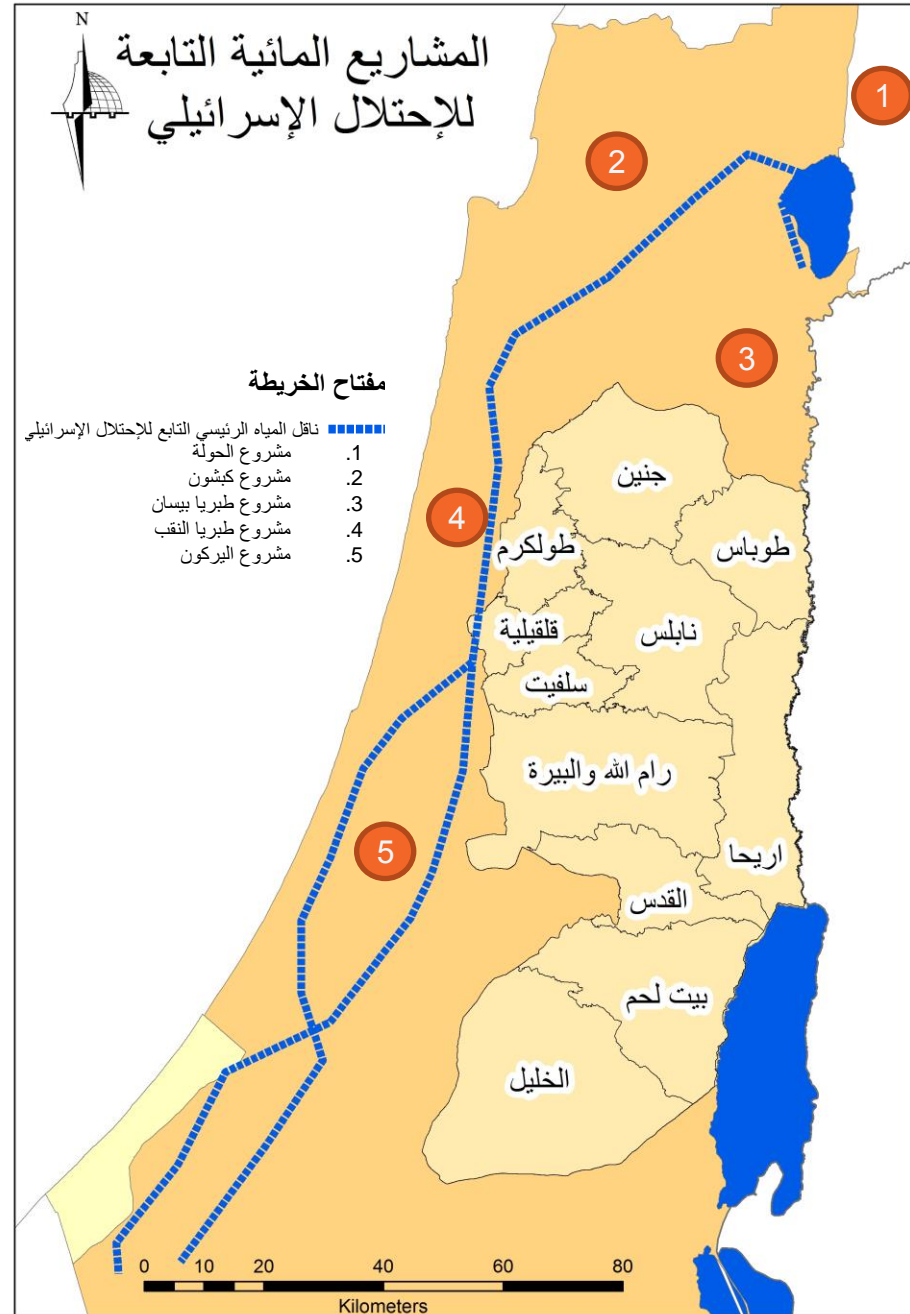 N
المشاريع المائية التابعة
للإحتلال الإسرائيلي
1
2
3
مفتاح الخريطة
ناقل المياه الرئيسي التابع للإحتلال الإسرائيلي
1. مشروع الحولة
2. مشروع كبشون
3. مشروع طبريا بيسان
4. مشروع طبريا النقب
5. مشروع اليركون
جنين
4
طولكرم
طوباس
قلقيلية
نابلس
سلفيت
رام الله والبيرة
5
اريحا
القدس
بيت لحم
الخليل
0 10 20 40 60 80
Kilometers